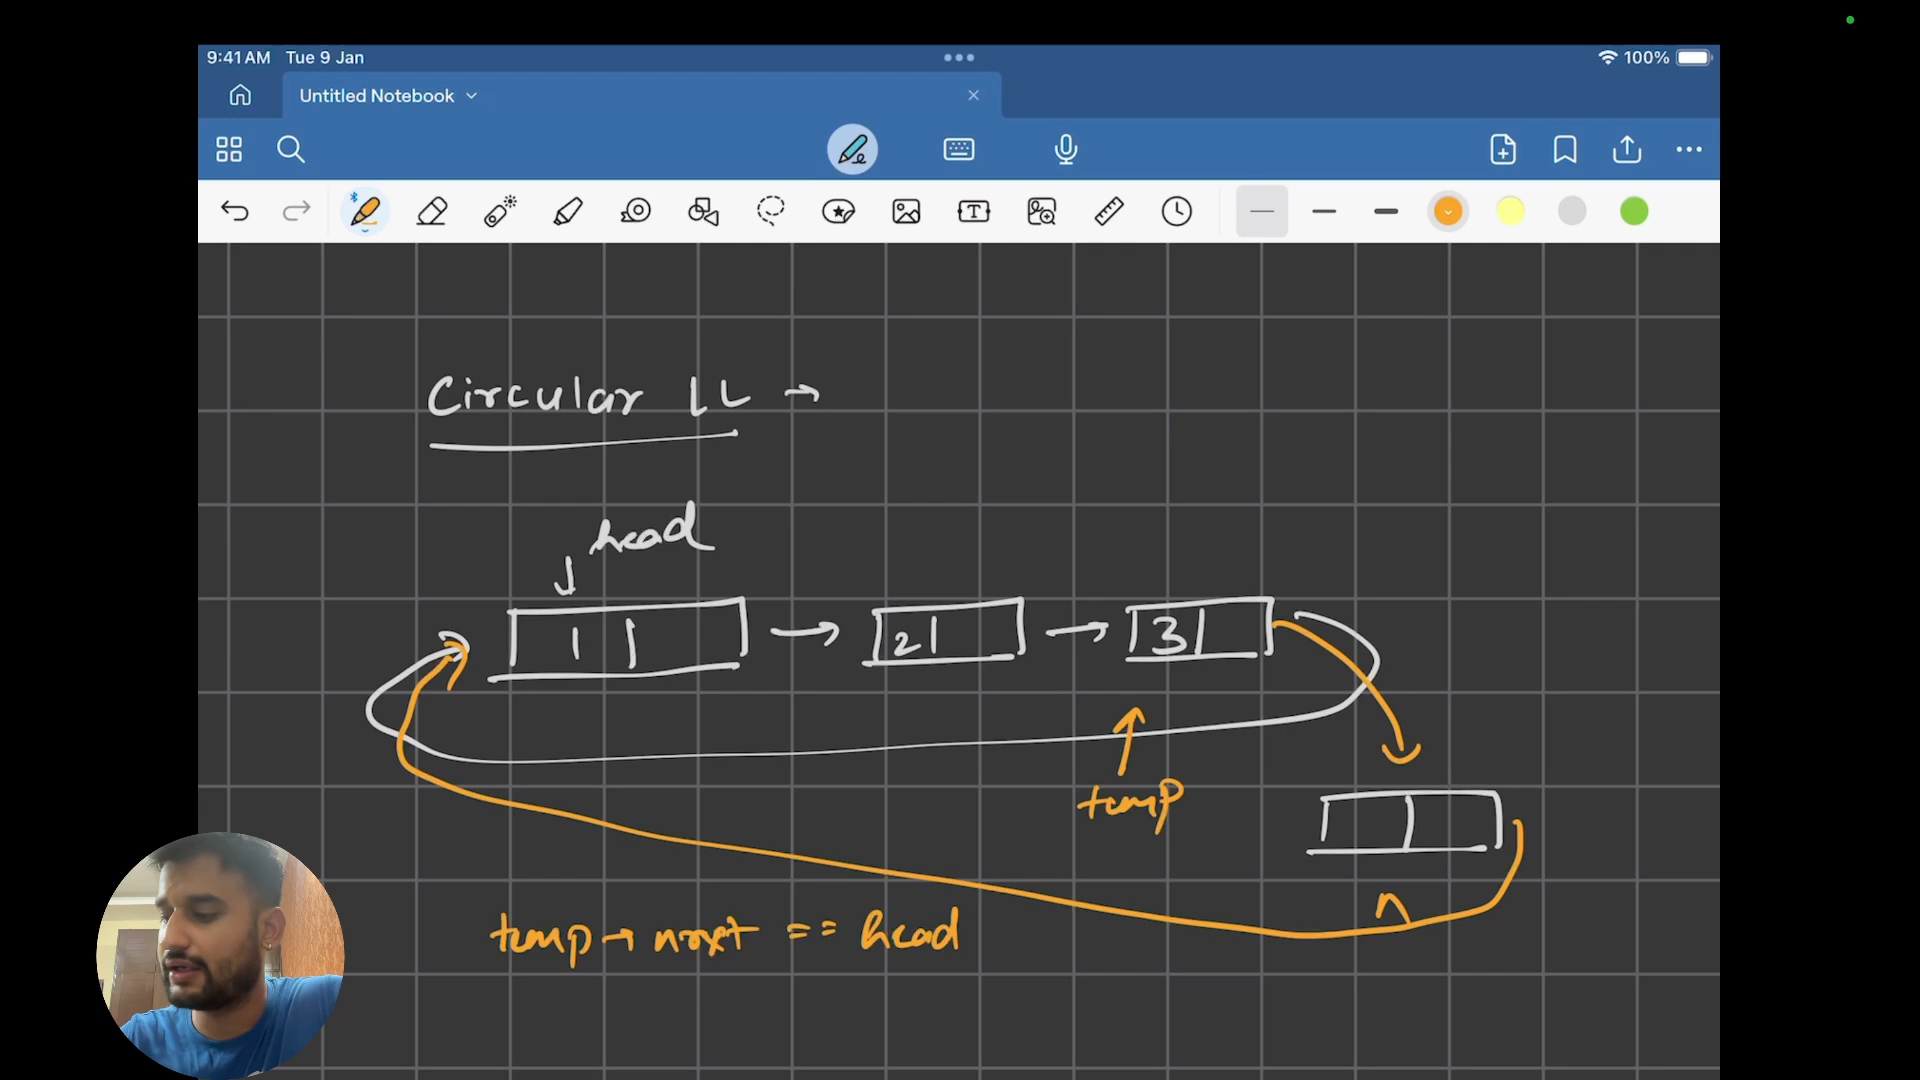 9:41 AM Tue 9 Jan
100%
Untitled Notebook
T
Circular LL →
head
1
2
3
temp
n
temp → next == head